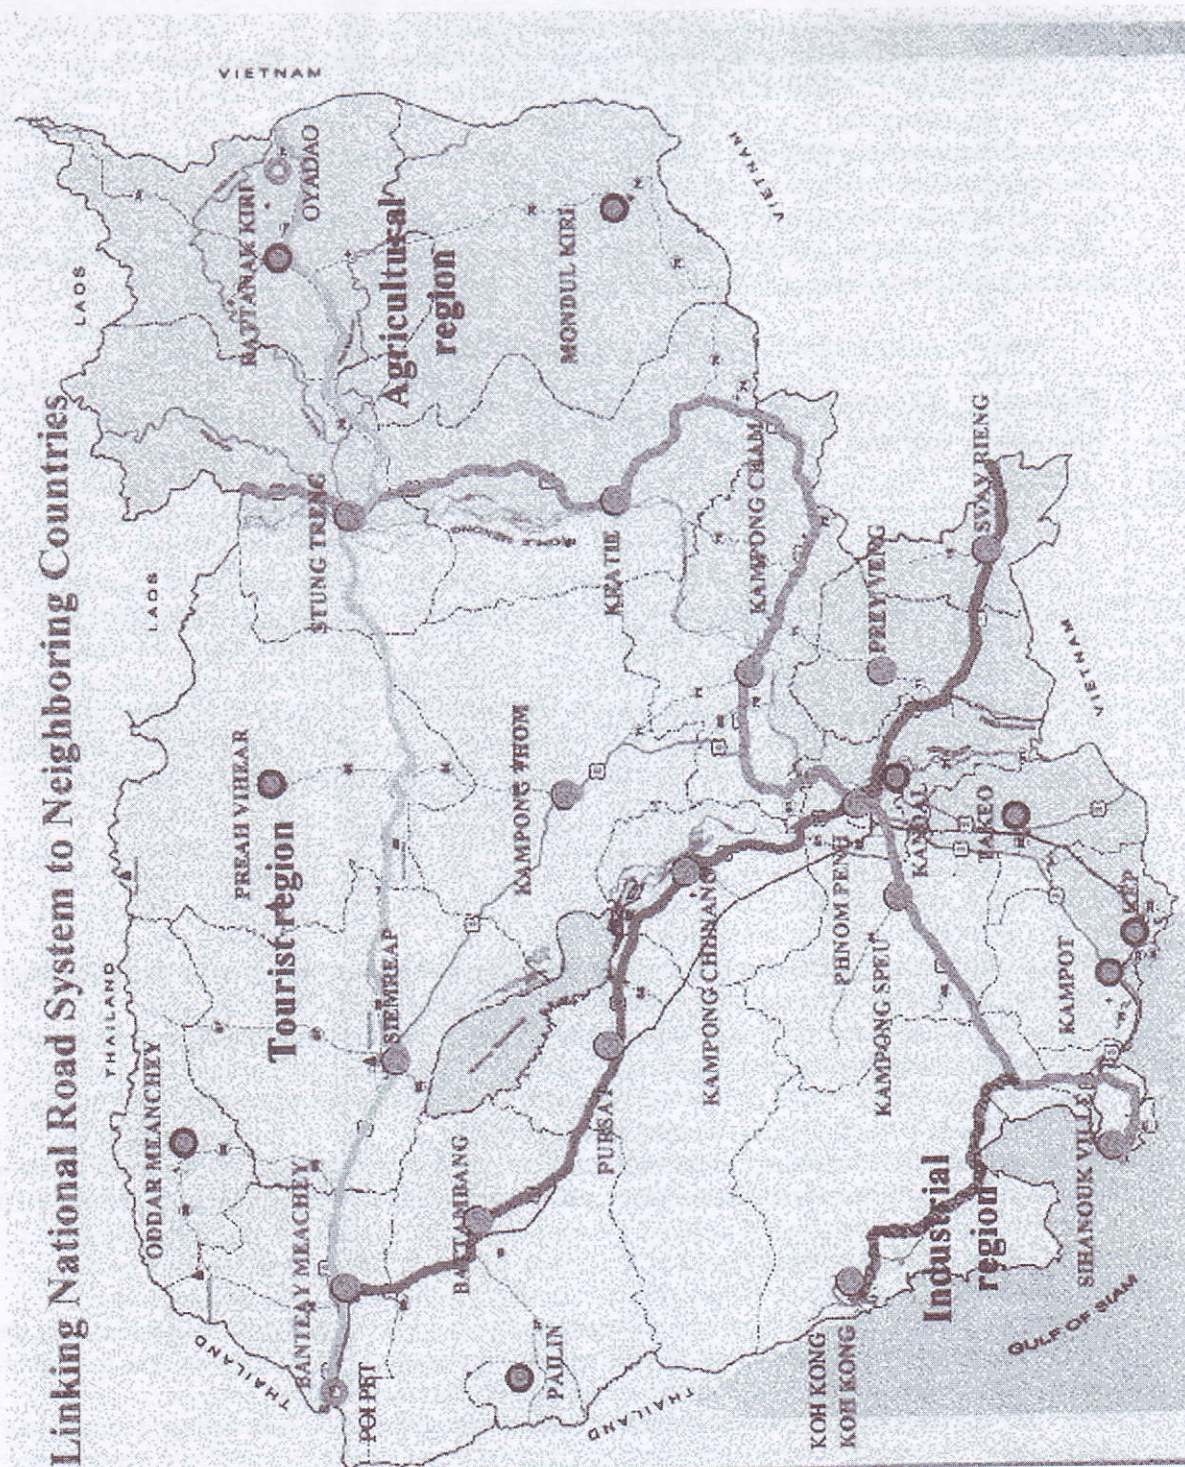 Linking National Road System to Neighboring Countries
THAILAND
LAOS
LAOS
VIETNAM
ODDAR MEANCHEY
PREAH VIHEAR
Tourist region
STUNG TRENG
RATTANAK KIRI
OYADAO
THAILAND
BANTEAY MEACHEY
POI PET
SIEMREAP
Agricultural
region
BATTAMBANG
PAILIN
KAMPONG THOM
MONDUL KIRI
KRATIE
VIETNAM
PURSAT
THAILAND
KAMPONG CHHNANG
KAMPONG CHAM
KOH KONG
KOH KONG
PHNOM PENH
KAMPONG SPEU
PREY VENG
KANDAL
SVAY RIENG
Industrial
region
TAKEO
KAMPOT
KEP
SIHANOUK VILLE
VIETNAM
GULF OF SIAM